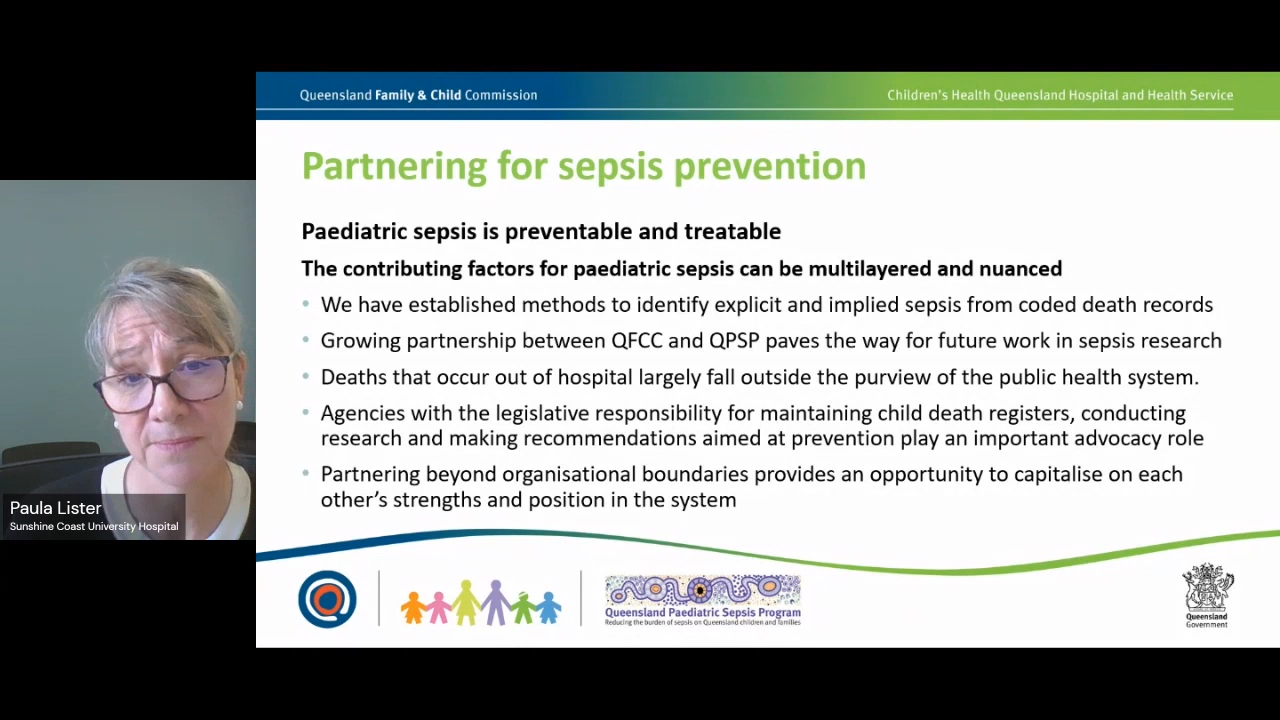 Queensland Family & Child Commission
Children's Health Queensland Hospital and Health Service
Partnering for sepsis prevention
Paediatric sepsis is preventable and treatable
The contributing factors for paediatric sepsis can be multilayered and nuanced
• We have established methods to identify explicit and implied sepsis from coded death records
• Growing partnership between QFCC and QPSP paves the way for future work in sepsis research
• Deaths that occur out of hospital largely fall outside the purview of the public health system.
• Agencies with the legislative responsibility for maintaining child death registers, conducting
research and making recommendations aimed at prevention play an important advocacy role
• Partnering beyond organisational boundaries provides an opportunity to capitalise on each
other's strengths and position in the system
Paula Lister
Sunshine Coast University Hospital
Queensland Paediatric Sepsis Program
Reducing the burden of sepsis on Queensland children and families
Queensland
Government